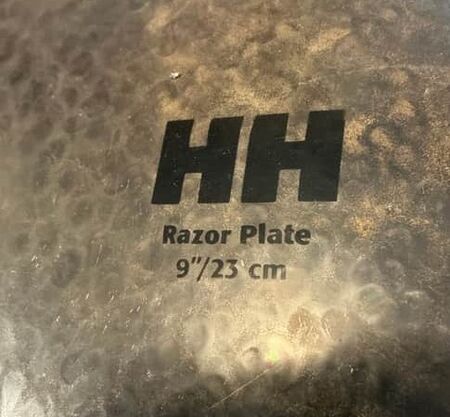 HH
Razor Plate
9"/23 cm